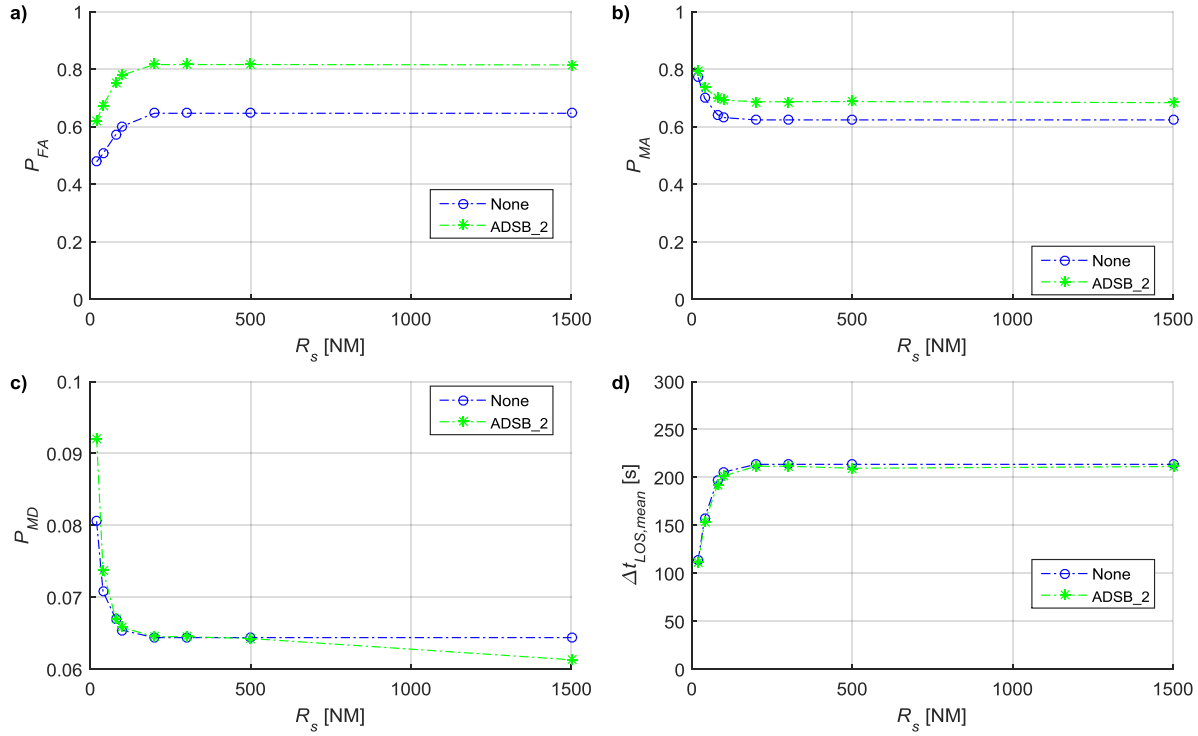 a)
1
0.8
0.6
0.4
0.2
0
P_FA
None
ADSB_2
0 500 1000 1500
R_s [NM]
b)
1
0.8
0.6
0.4
0.2
0
P_MA
None
ADSB_2
0 500 1000 1500
R_s [NM]
c)
0.1
0.09
0.08
0.07
0.06
P_MD
None
ADSB_2
0 500 1000 1500
R_s [NM]
d)
300
250
200
150
100
50
0
Δt_LOS,mean [s]
None
ADSB_2
0 500 1000 1500
R_s [NM]